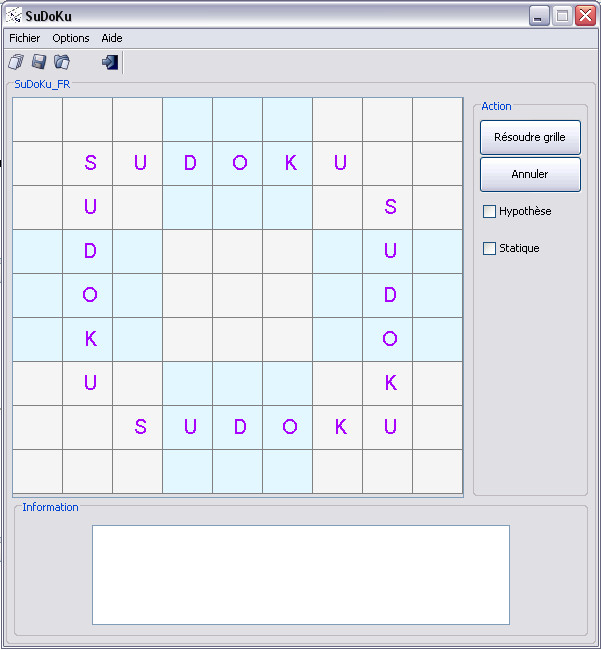 SuDoKu
Fichier Options Aide
SuDoKu_FR
S U D O K U
U S
D U
O D
K O
U K
S U D O K U
Action
Résoudre grille
Annuler
Hypothèse
Statique
Information